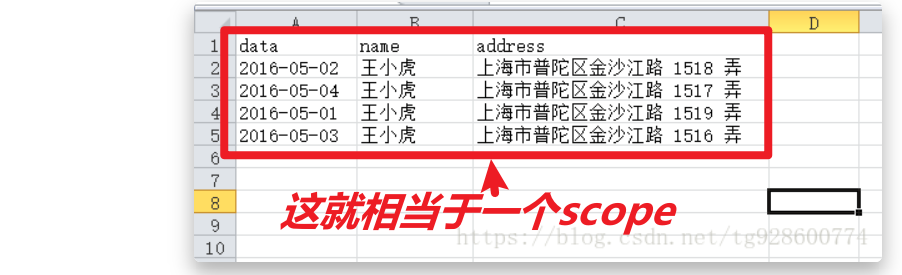 A B C D
1 data name address
2 2016-05-02 王小虎 上海市普陀区金沙江路 1518 弄
3 2016-05-04 王小虎 上海市普陀区金沙江路 1517 弄
4 2016-05-01 王小虎 上海市普陀区金沙江路 1519 弄
5 2016-05-03 王小虎 上海市普陀区金沙江路 1516 弄
6
7
8 这就相当于一个scope
9 https://blog.csdn.net/tg928600774
10